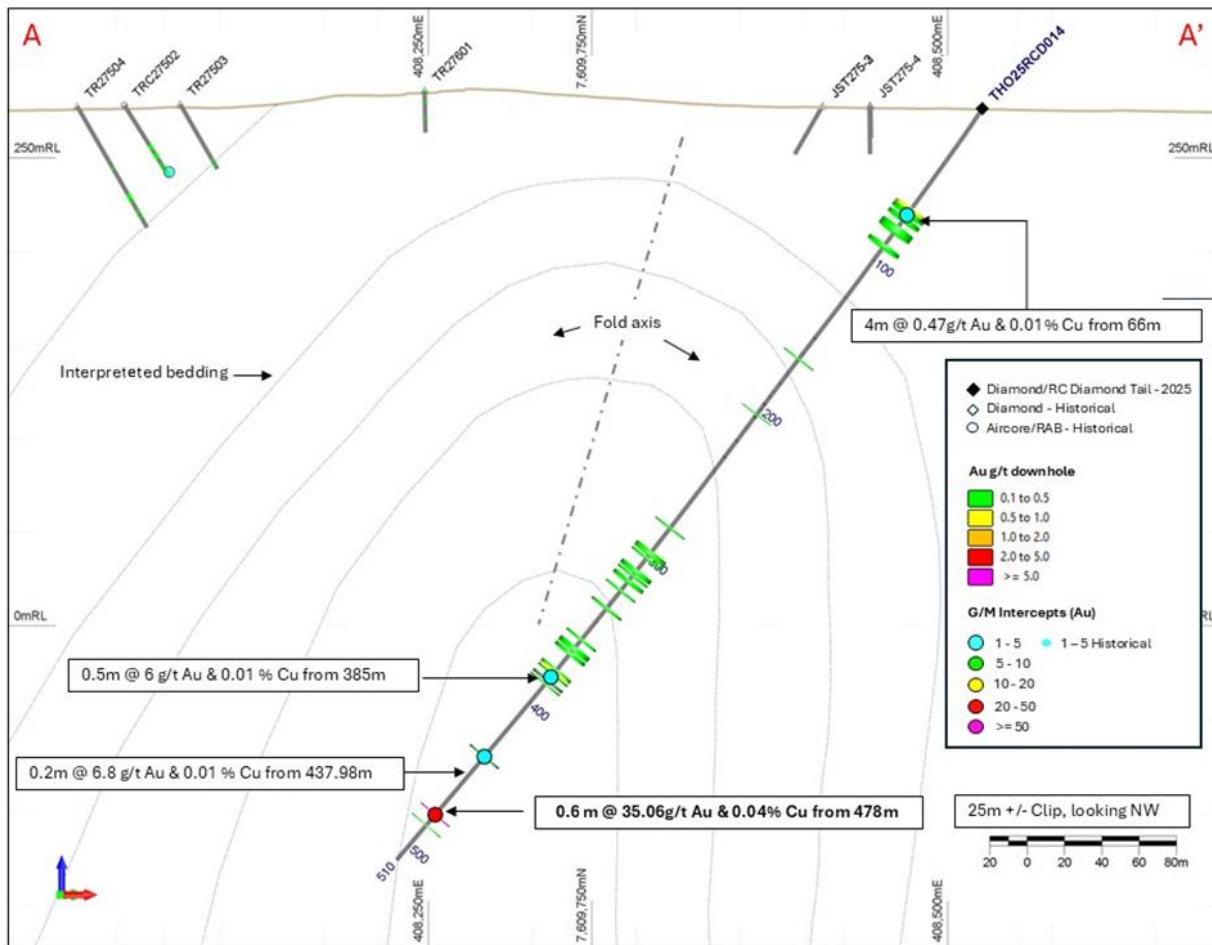 A
A'
TR27504
TRC27502
TR27503
408,250mE
TR27601
7,609,750mN
JST275-3
JST275-4
408,500mE
THO25RCD014
250mRL
250mRL
100
4m @ 0.47g/t Au & 0.01% Cu from 66m
Fold axis
Interpreteted bedding
200
Diamond/RC Diamond Tail - 2025
Diamond - Historical
Aircore/RAB - Historical
Au g/t downhole
0.1 to 0.5
0.5 to 1.0
1.0 to 2.0
2.0 to 5.0
>= 5.0
G/M Intercepts (Au)
1 - 5
1 – 5 Historical
5 - 10
10 - 20
20 - 50
>= 50
300
0mRL
RL
0.5m @ 6 g/t Au & 0.01 % Cu from 385m
400
0.2m @ 6.8 g/t Au & 0.01 % Cu from 437.98m
0.6 m @ 35.06g/t Au & 0.04% Cu from 478m
500
510
25m +/- Clip, looking NW
20 0 20 40 60 80m
408,250mE
7,609,750mN
408,500mE